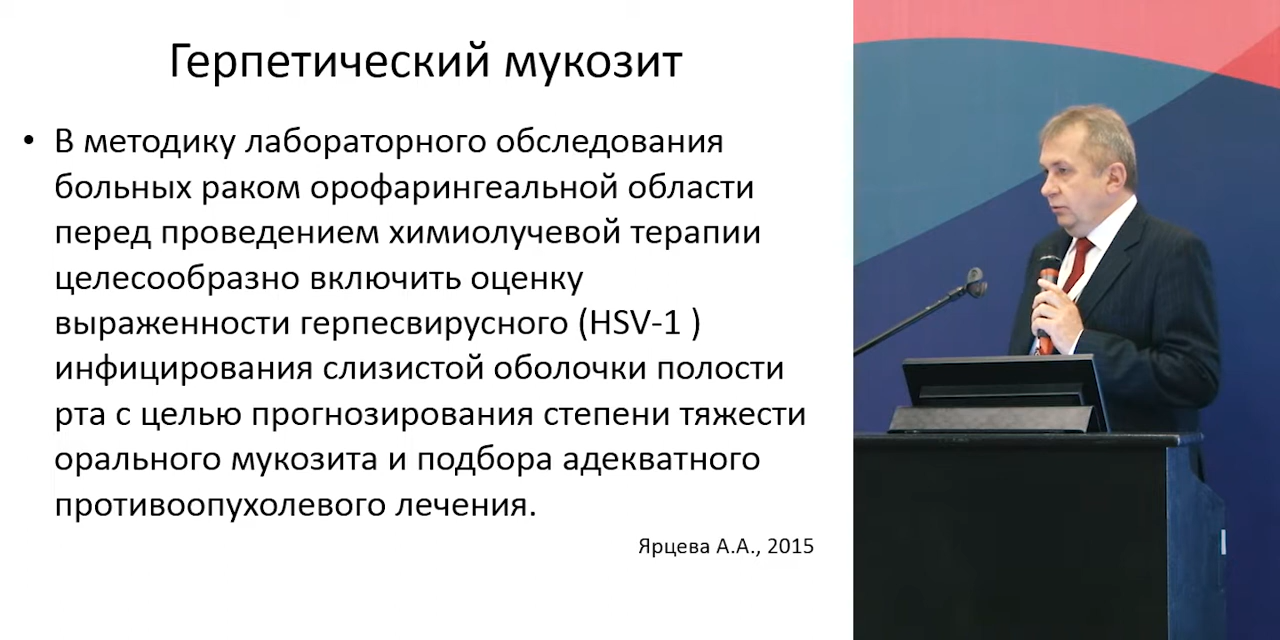 Герпетический мукозит
• В методику лабораторного обследования
больных раком орофарингеальной области
перед проведением химиолучевой терапии
целесообразно включить оценку
выраженности герпесвирусного (HSV-1 )
инфицирования слизистой оболочки полости
рта с целью прогнозирования степени тяжести
орального мукозита и подбора адекватного
противоопухолевого лечения.
Ярцева А.А., 2015